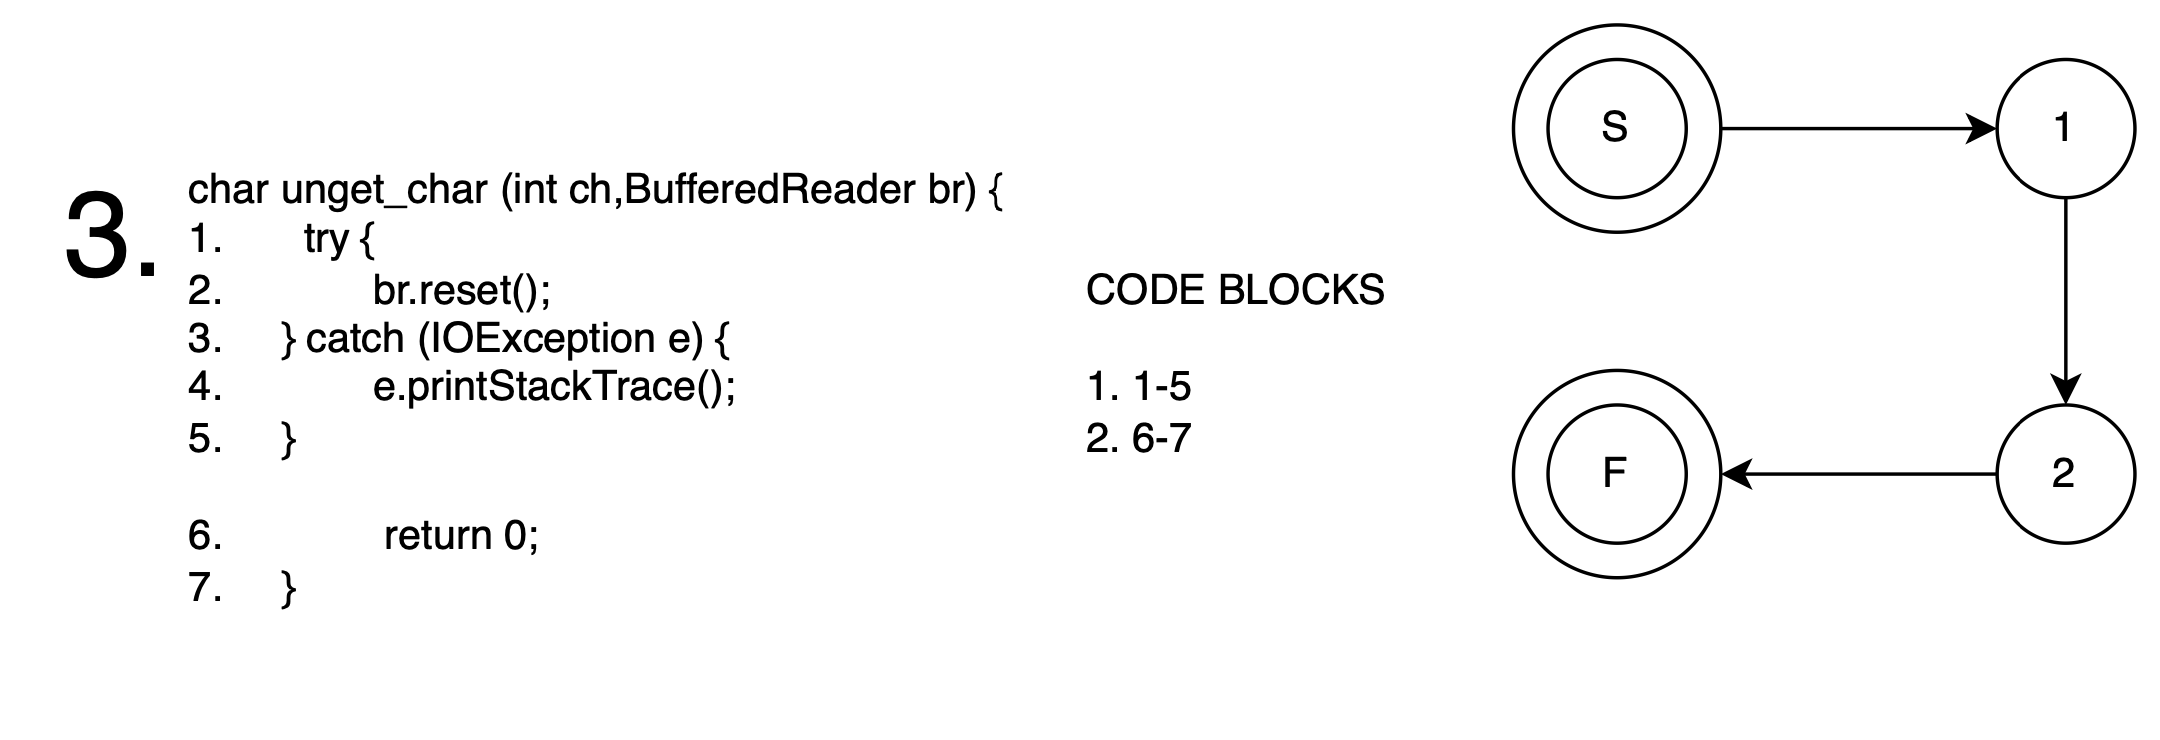 3.
char unget_char (int ch,BufferedReader br) {
1. try {
2. br.reset();
3. } catch (IOException e) {
4. e.printStackTrace();
5. }
6. return 0;
7. }
CODE BLOCKS
1. 1-5
2. 6-7
S
1
F
2